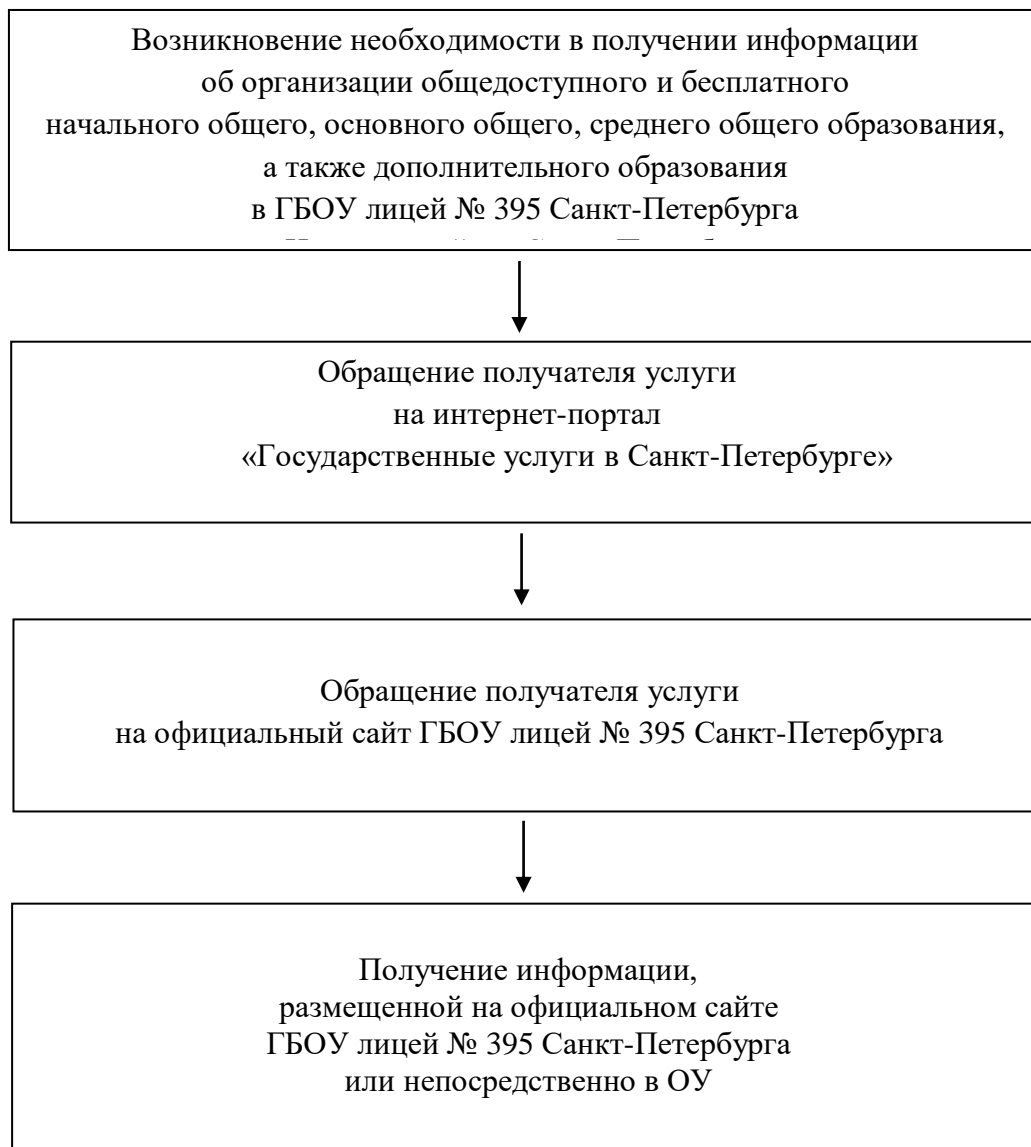 Возникновение необходимости в получении информации
об организации общедоступного и бесплатного
начального общего, основного общего, среднего общего образования,
а также дополнительного образования
в ГБОУ лицей № 395 Санкт-Петербурга
Обращение получателя услуги
на интернет-портал
«Государственные услуги в Санкт-Петербурге»
Обращение получателя услуги
на официальный сайт ГБОУ лицей № 395 Санкт-Петербурга
Получение информации,
размещенной на официальном сайте
ГБОУ лицей № 395 Санкт-Петербурга
или непосредственно в ОУ